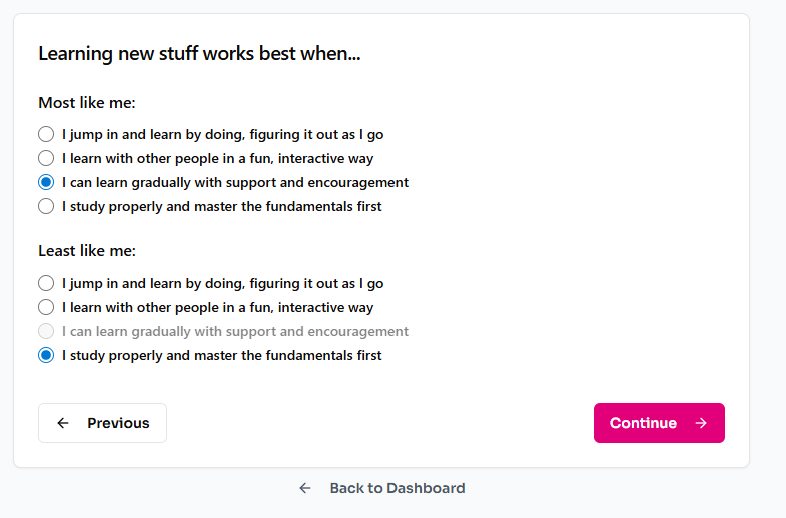 Learning new stuff works best when...
Most like me:
I jump in and learn by doing, figuring it out as I go
I learn with other people in a fun, interactive way
I can learn gradually with support and encouragement
I study properly and master the fundamentals first
Least like me:
I jump in and learn by doing, figuring it out as I go
I learn with other people in a fun, interactive way
I can learn gradually with support and encouragement
I study properly and master the fundamentals first
Previous
Continue
Back to Dashboard